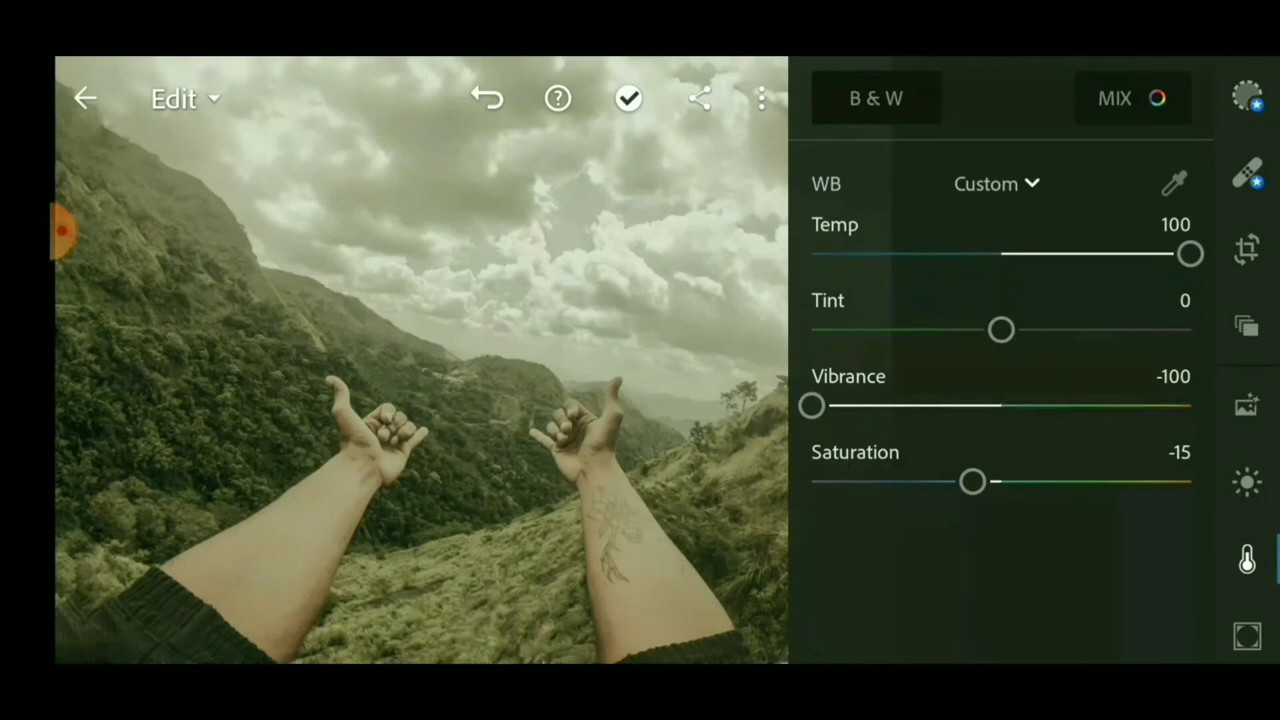 Edit
?
B & W
MIX
WB Custom
Temp 100
Tint 0
Vibrance -100
Saturation -15